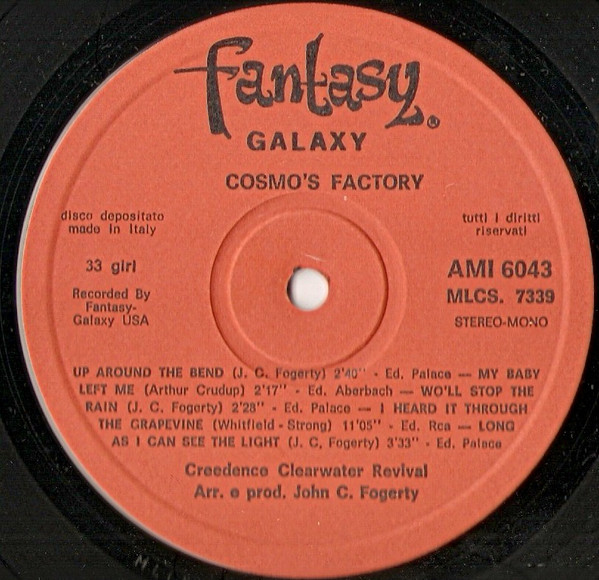 fantasy®
GALAXY
COSMO'S FACTORY
disco depositato
made in Italy
tutti i diritti
riservati
33 giri
AMI 6043
Recorded By
Fantasy-
Galaxy USA
MLCS. 7339
STEREO-MONO
UP AROUND THE BEND (J. C. Fogerty) 2'40'' - Ed. Palace — MY BABY
LEFT ME (Arthur Crudup) 2'17'' - Ed. Aberbach — WO'LL STOP THE
RAIN (J. C. Fogerty) 2'28'' - Ed. Palace — I HEARD IT THROUGH
THE GRAPEVINE (Whitfield - Strong) 11'05'' - Ed. Rca — LONG
AS I CAN SEE THE LIGHT (J. C. Fogerty) 3'33'' - Ed. Palace
Creedence Clearwater Revival
Arr. e prod. John C. Fogerty